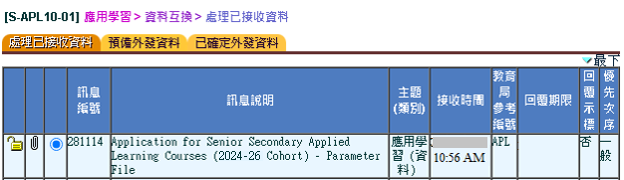 [S-APL10-01] 應用學習 > 資料互換 > 處理已接收資料
處理已接收資料 預備外發資料 已確定外發資料
最下
訊息編號 訊息說明 主題(類別) 接收時間 教育局參考編號 回覆期限 回覆示標 優先次序
281114 Application for Senior Secondary Applied Learning Courses (2024-26 Cohort) - Parameter File 應用學習 (資料) 10:56 AM APL 否 一般